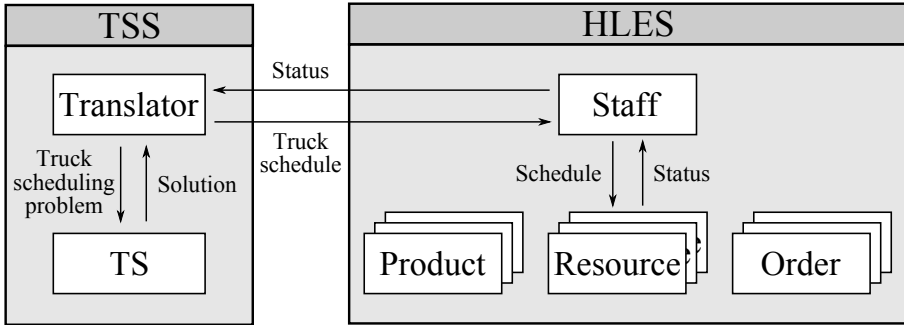 TSS
HLES
Status
Translator
Staff
Truck
schedule
Truck
scheduling
problem
Solution
Schedule
Status
TS
Product
Resource
Order